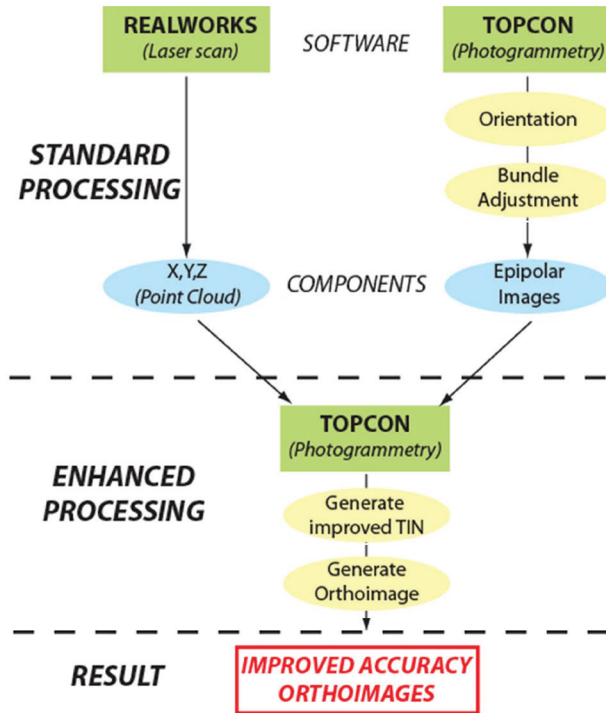 REALWORKS
(Laser scan)
SOFTWARE
TOPCON
(Photogrammetry)
Orientation
STANDARD
PROCESSING
Bundle
Adjustment
X,Y,Z
(Point Cloud)
COMPONENTS
Epipolar
Images
TOPCON
(Photogrammetry)
ENHANCED
PROCESSING
Generate
improved TIN
Generate
Orthoimage
RESULT
IMPROVED ACCURACY
ORTHOIMAGES